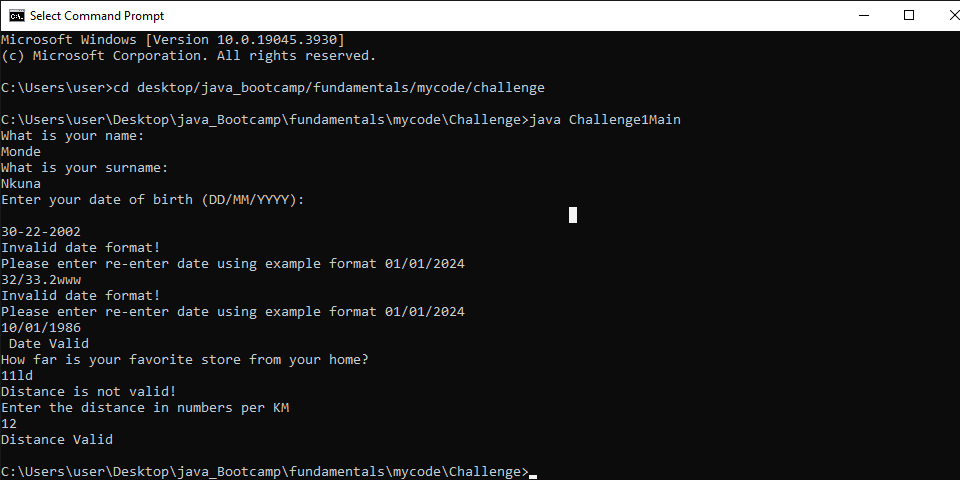 Select Command Prompt
Microsoft Windows [Version 10.0.19045.3930]
(c) Microsoft Corporation. All rights reserved.
C:\Users\user>cd desktop/java_bootcamp/fundamentals/mycode/challenge
C:\Users\user\Desktop\java_Bootcamp\fundamentals\mycode\Challenge>java Challenge1Main
What is your name:
Monde
What is your surname:
Nkuna
Enter your date of birth (DD/MM/YYYY):
30-22-2002
Invalid date format!
Please enter re-enter date using example format 01/01/2024
32/33.2www
Invalid date format!
Please enter re-enter date using example format 01/01/2024
10/01/1986
Date Valid
How far is your favorite store from your home?
11ld
Distance is not valid!
Enter the distance in numbers per KM
12
Distance Valid
C:\Users\user\Desktop\java_Bootcamp\fundamentals\mycode\Challenge>